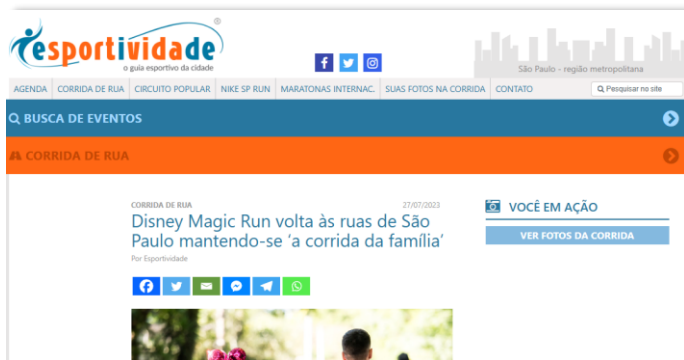 esportividade®
o guia esportivo da cidade
São Paulo - região metropolitana
AGENDA CORRIDA DE RUA CIRCUITO POPULAR NIKE SP RUN MARATONAS INTERNAC. SUAS FOTOS NA CORRIDA CONTATO Pesquisar no site
BUSCA DE EVENTOS
CORRIDA DE RUA
CORRIDA DE RUA 27/07/2023
Disney Magic Run volta às ruas de São
Paulo mantendo-se ‘a corrida da família’
Por Esportividade
VOCÊ EM AÇÃO
VER FOTOS DA CORRIDA